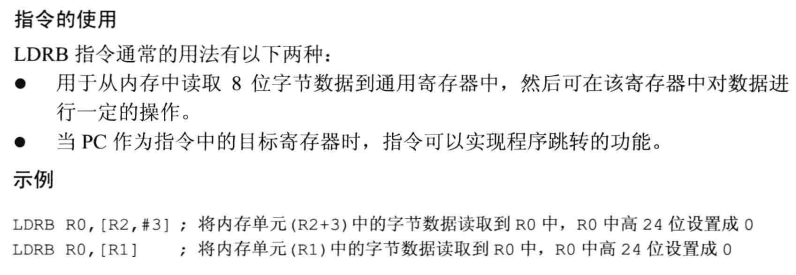 指令的使用
LDRB 指令通常的用法有以下两种：
● 用于从内存中读取 8 位字节数据到通用寄存器中，然后可在该寄存器中对数据进
行一定的操作。
● 当 PC 作为指令中的目标寄存器时，指令可以实现程序跳转的功能。
示例
LDRB R0,[R2,#3] ; 将内存单元(R2+3)中的字节数据读取到 R0 中，R0 中高 24 位设置成 0
LDRB R0,[R1] ; 将内存单元(R1)中的字节数据读取到 R0 中，R0 中高 24 位设置成 0